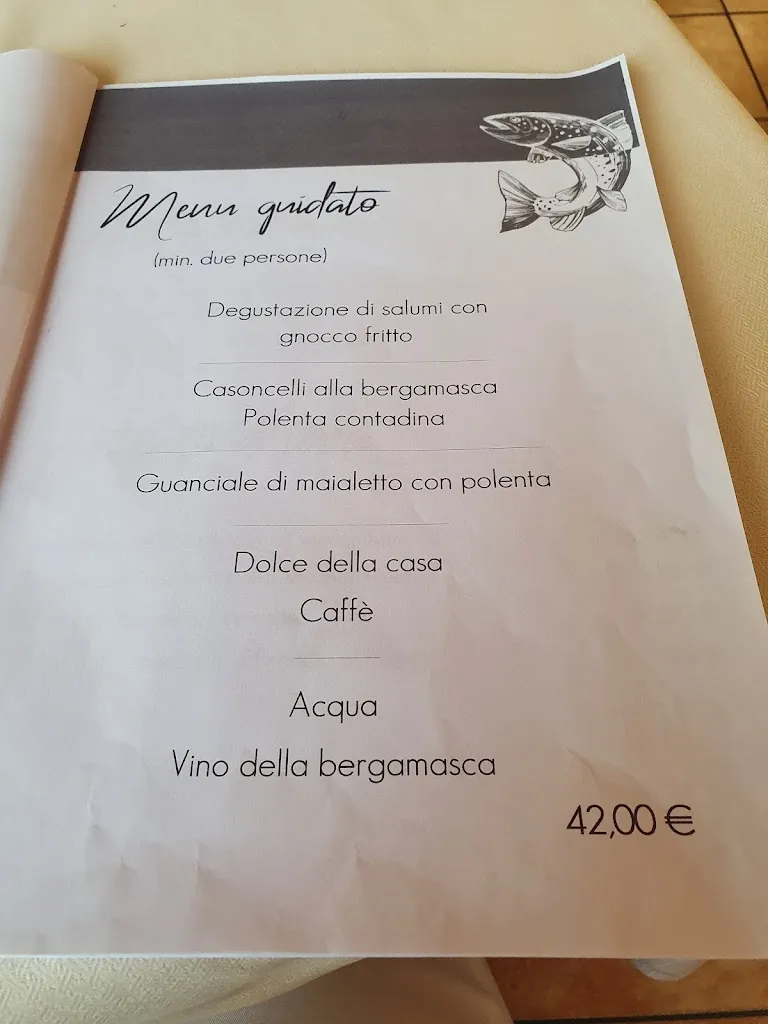 Menu guidato
(min. due persone)
Degustazione di salumi con
gnocco fritto
Casoncelli alla bergamasca
Polenta contadina
Guanciale di maialetto con polenta
Dolce della casa
Caffè
Acqua
Vino della bergamasca
42,00 €